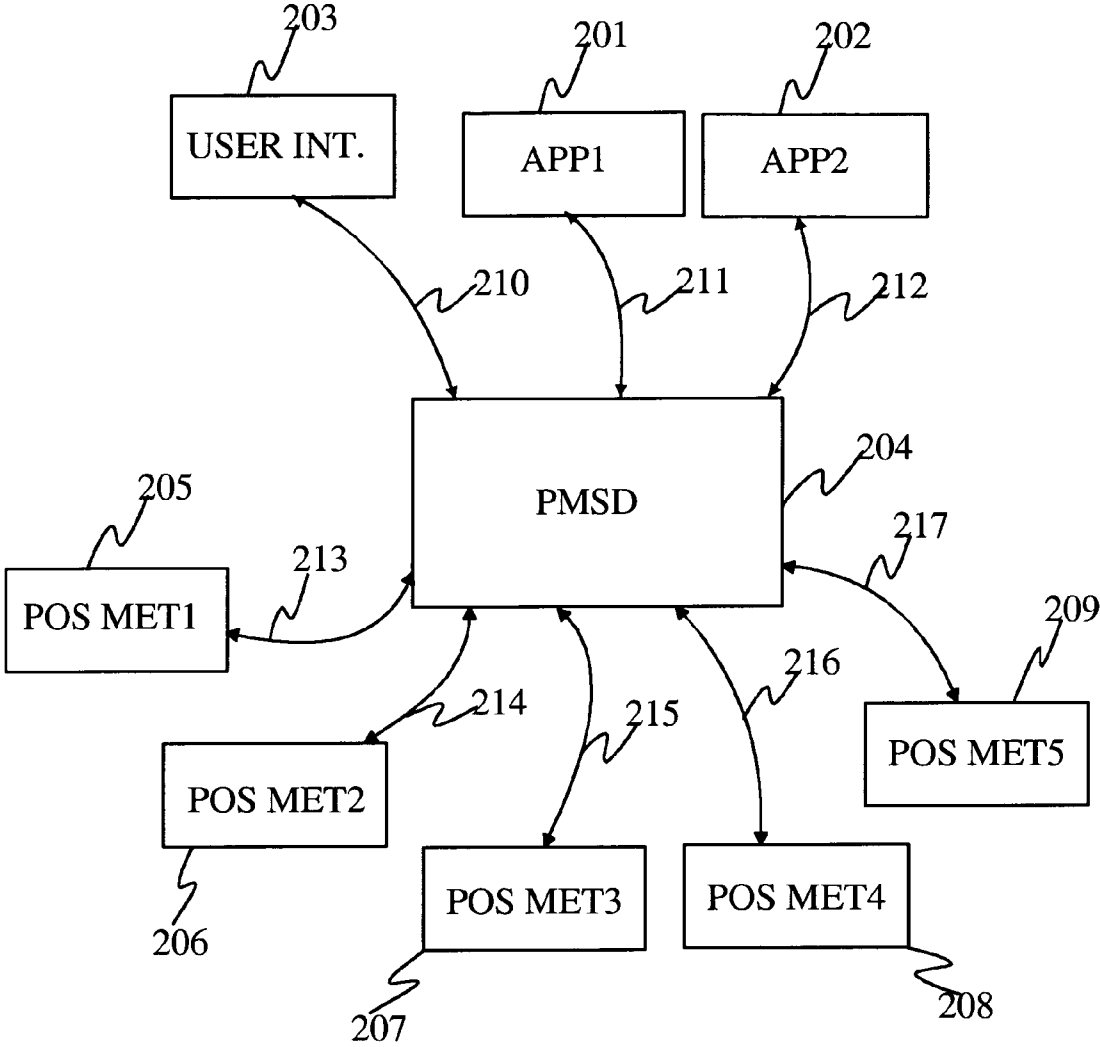 203
201
202
USER INT.
APP1
APP2
210
211
212
204
PMSD
205
217
213
POS MET1
209
216
214
215
POS MET5
POS MET2
POS MET3
POS MET4
206
207
208